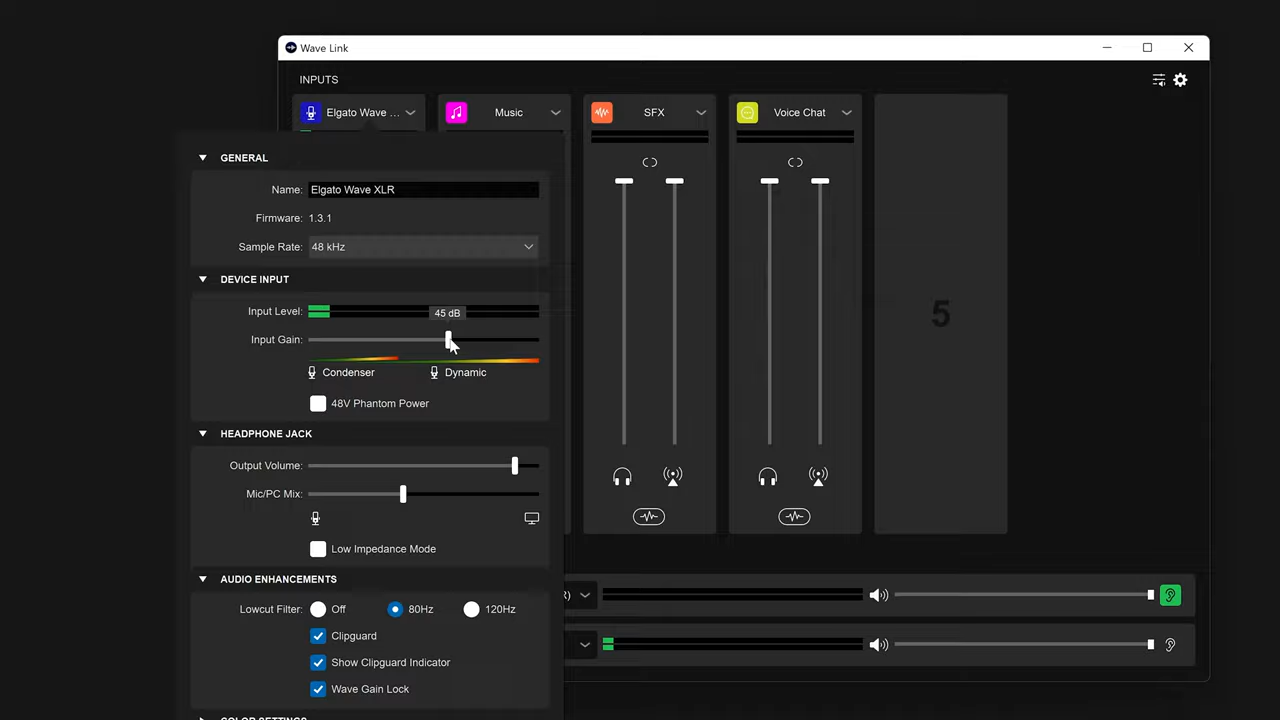 Wave Link
INPUTS
Elgato Wave ...
Music
SFX
Voice Chat
GENERAL
Name: Elgato Wave XLR
Firmware: 1.3.1
Sample Rate: 48 kHz
DEVICE INPUT
Input Level:
45 dB
Input Gain:
Condenser Dynamic
48V Phantom Power
5
HEADPHONE JACK
Output Volume:
Mic/PC Mix:
Low Impedance Mode
AUDIO ENHANCEMENTS
Lowcut Filter: Off 80Hz 120Hz
Clipguard
Show Clipguard Indicator
Wave Gain Lock
COLOR SETTINGS